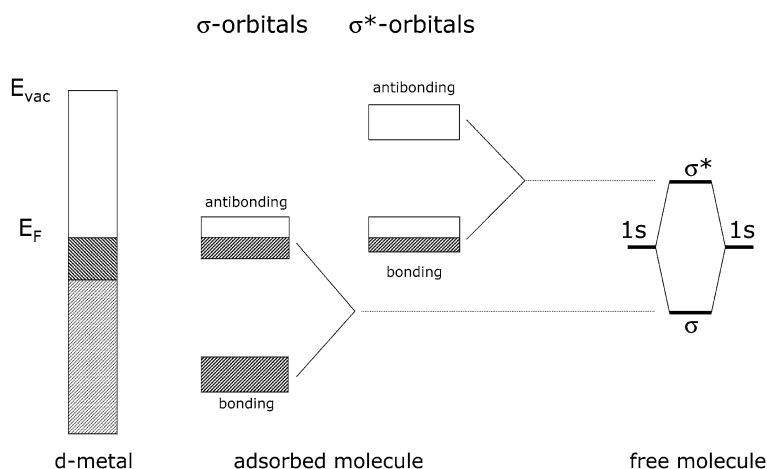 σ-orbitals σ*-orbitals
E_vac
antibonding
σ*
antibonding
E_F
1s 1s
bonding
σ
bonding
d-metal adsorbed molecule free molecule